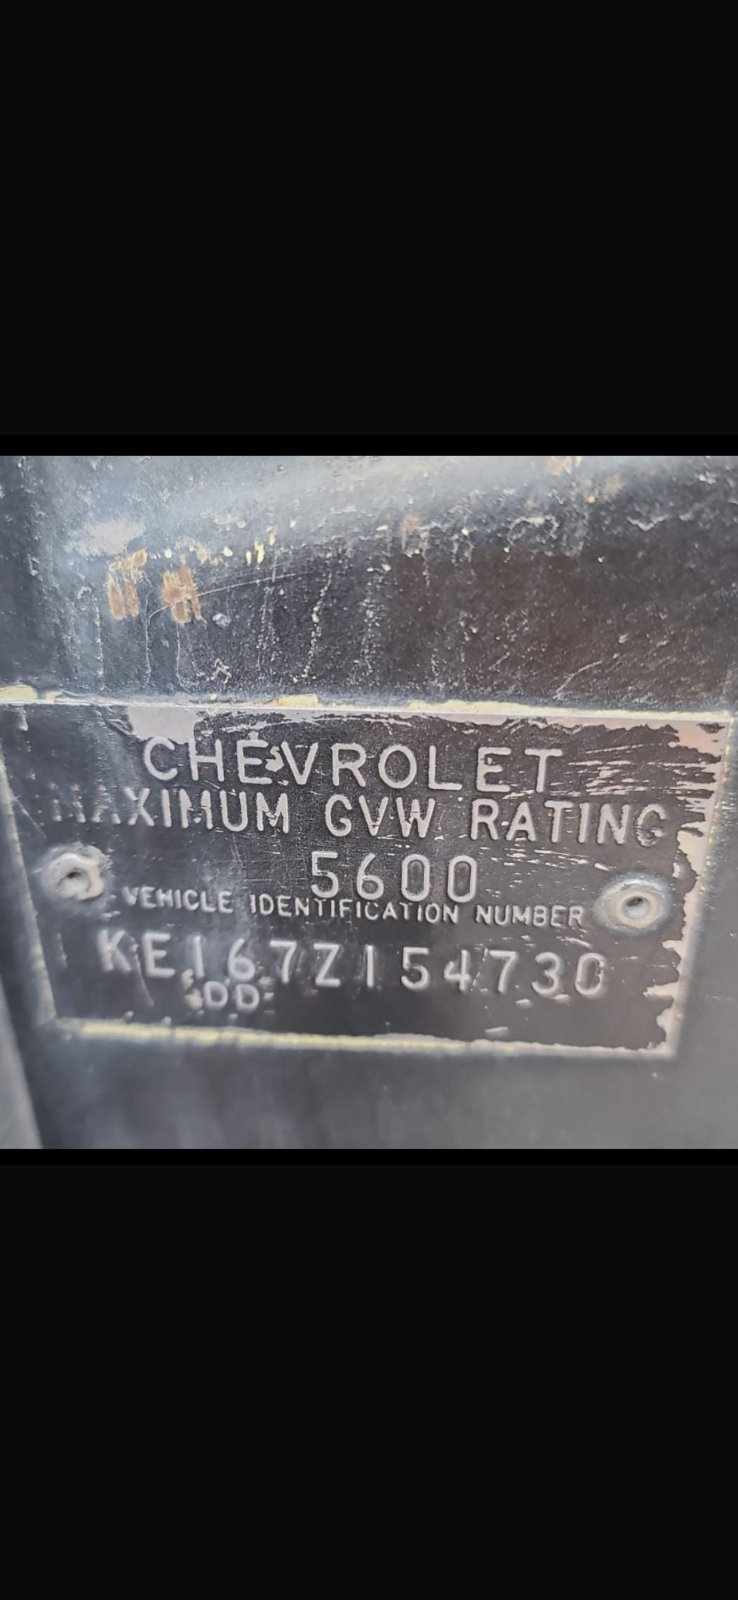 CHEVROLET
MAXIMUM GVW RATING
5600
VEHICLE IDENTIFICATION NUMBER
KE167Z154730
DD